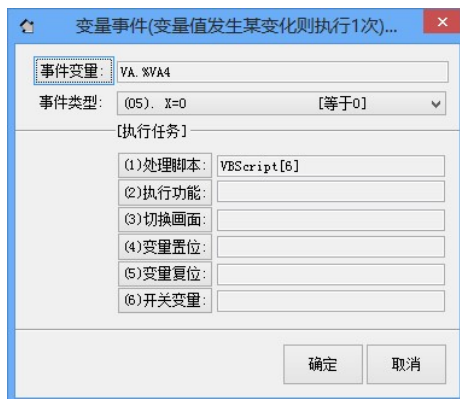 变量事件(变量值发生某变化则执行1次)...
事件变量: VA.%VA4
事件类型: (05). X=0 [等于0]
[执行任务]
(1)处理脚本: VBScript[6]
(2)执行功能:
(3)切换画面:
(4)变量置位:
(5)变量复位:
(6)开关变量:
确定 取消